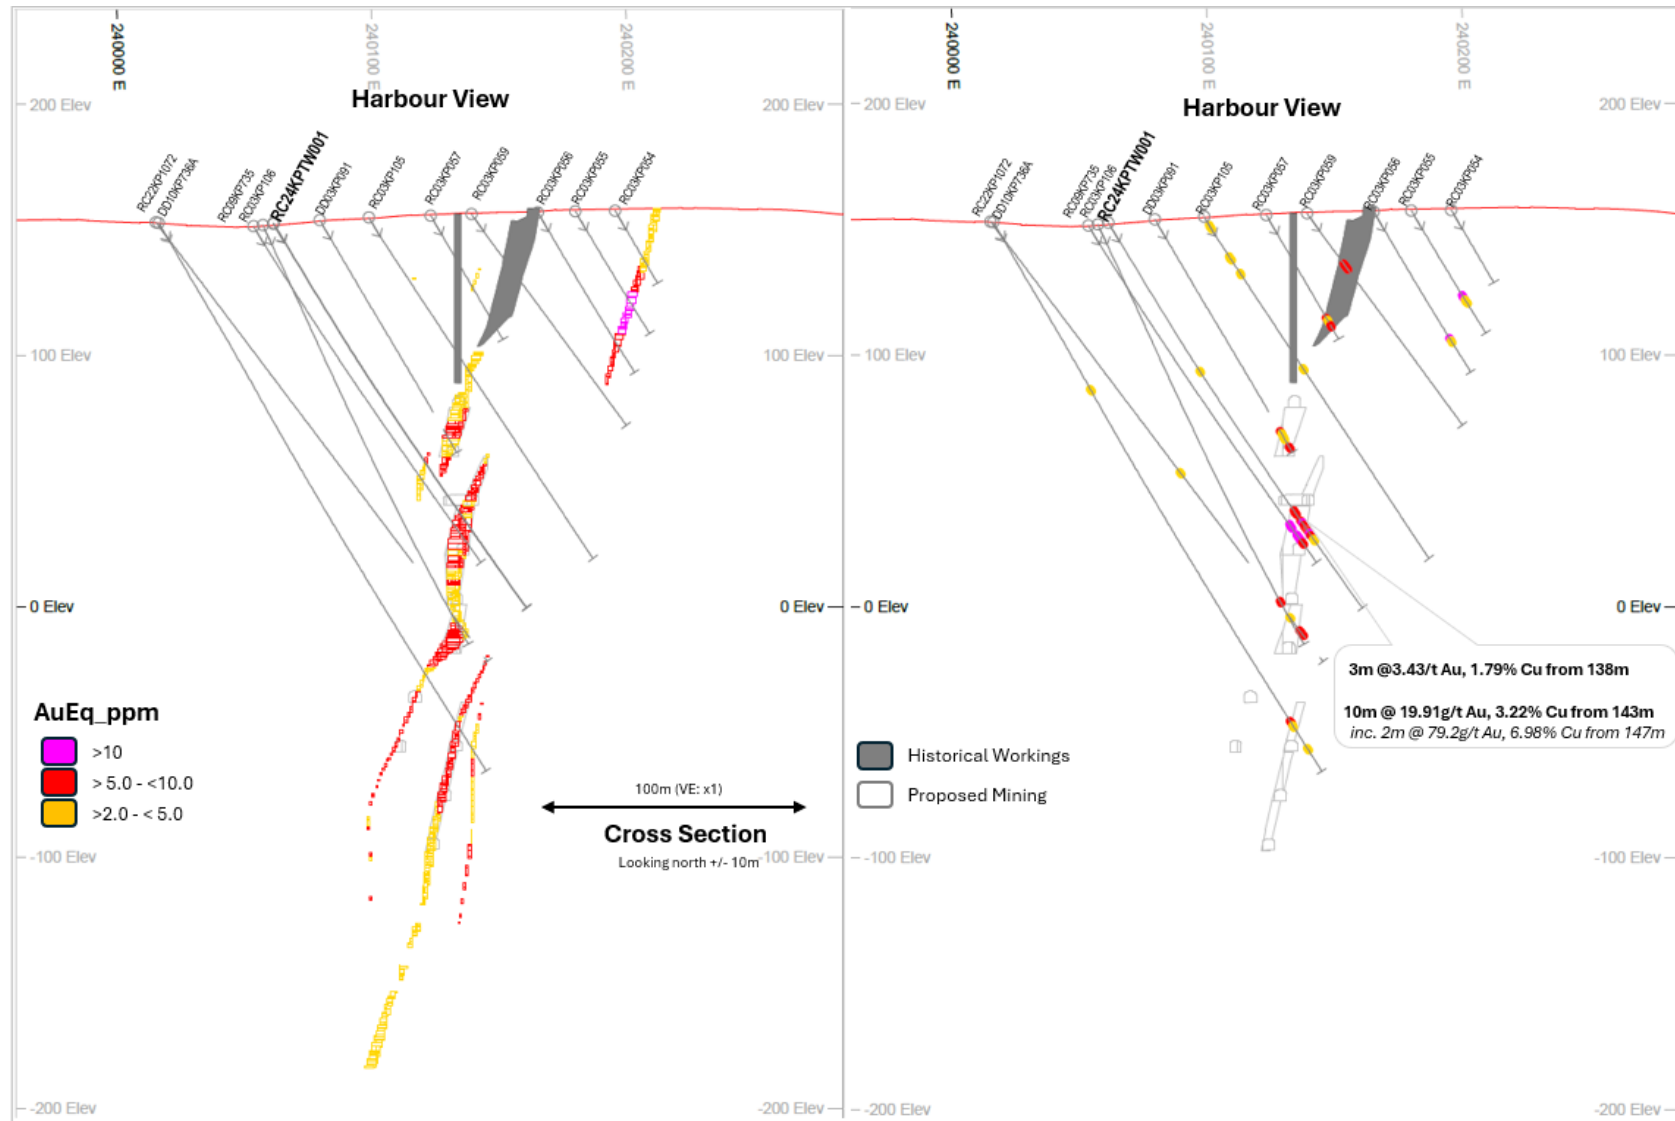 240000 E
240100 E
240200 E
Harbour View
200 Elev
200 Elev
RC22KP1072
DD10KP736A
RC09KP735
RC03KP106
RC24KPTW001
DD03KP091
RC03KP105
RC03KP057
RC03KP059
RC03KP056
RC03KP055
RC03KP054
100 Elev
100 Elev
0 Elev
0 Elev
AuEq_ppm
>10
> 5.0 - <10.0
>2.0 - < 5.0
100m (VE: x1)
Cross Section
Looking north +/- 10m
-100 Elev
-100 Elev
-200 Elev
-200 Elev
240000 E
240100 E
240200 E
Harbour View
200 Elev
200 Elev
RC22KP1072
DD10KP736A
RC09KP735
RC03KP106
RC24KPTW001
DD03KP091
RC03KP105
RC03KP057
RC03KP059
RC03KP056
RC03KP055
RC03KP054
100 Elev
100 Elev
0 Elev
0 Elev
3m @3.43/t Au, 1.79% Cu from 138m
10m @ 19.91g/t Au, 3.22% Cu from 143m
inc. 2m @ 79.2g/t Au, 6.98% Cu from 147m
Historical Workings
Proposed Mining
-100 Elev
-100 Elev
-200 Elev
-200 Elev